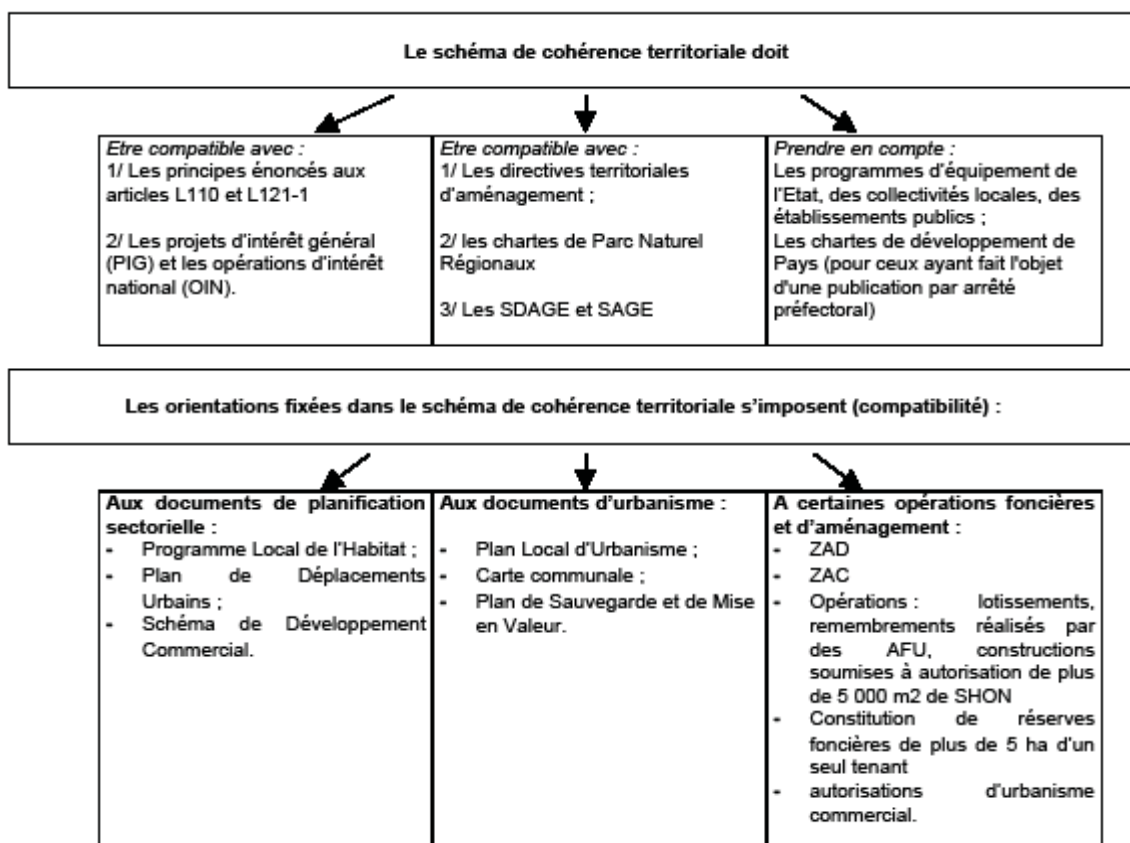 Le schéma de cohérence territoriale doit
Etre compatible avec :
1/ Les principes énoncés aux
articles L110 et L121-1
2/ Les projets d'intérêt général
(PIG) et les opérations d'intérêt
national (OIN).
Etre compatible avec :
1/ Les directives territoriales
d'aménagement ;
2/ les chartes de Parc Naturel
Régionaux
3/ Les SDAGE et SAGE
Prendre en compte :
Les programmes d'équipement de
l'Etat, des collectivités locales, des
établissements publics ;
Les chartes de développement de
Pays (pour ceux ayant fait l'objet
d'une publication par arrêté
préfectoral)
Les orientations fixées dans le schéma de cohérence territoriale s'imposent (compatibilité) :
Aux documents de planification
sectorielle :
- Programme Local de l'Habitat ;
- Plan de Déplacements
Urbains ;
- Schéma de Développement
Commercial.
Aux documents d'urbanisme :
- Plan Local d'Urbanisme ;
- Carte communale ;
- Plan de Sauvegarde et de Mise
en Valeur.
A certaines opérations foncières
et d'aménagement :
- ZAD
- ZAC
- Opérations : lotissements,
remembrements réalisés par
des AFU, constructions
soumises à autorisation de plus
de 5 000 m2 de SHON
- Constitution de réserves
foncières de plus de 5 ha d'un
seul tenant
- autorisations d'urbanisme
commercial.